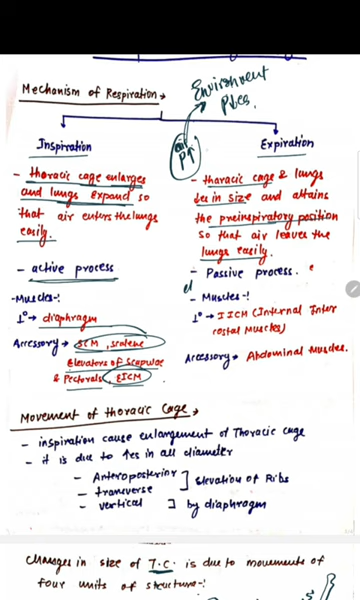 Mechanism of Respiration →
Environment
Pres.
Inspiration
Expiration
P↑
- thoracic cage enlarges
and lungs expand so
that air enters the lungs
easily.
- thoracic cage & lungs
↓es in size and attains
the preinspiratory position
so that air leaves the
lungs easily.
- active process
- Passive process.
- Muscles -:
1° → diaphragm
Accessory → SCM, scalene
Elevators of Scapulae
& Pectorals, EICM
- Muscles -:
1° → IICM (Internal Inter
costal Muscles)
Accessory → Abdominal Muscles.
Movement of thoracic Cage →
- inspiration cause enlargement of Thoracic cage
- it is due to ↑es in all diameter
- Anteroposterior
- transverse
] Elevation of Ribs
- vertical ] by diaphragm
Changes in size of T.C. is due to movements of
four units of structure -: